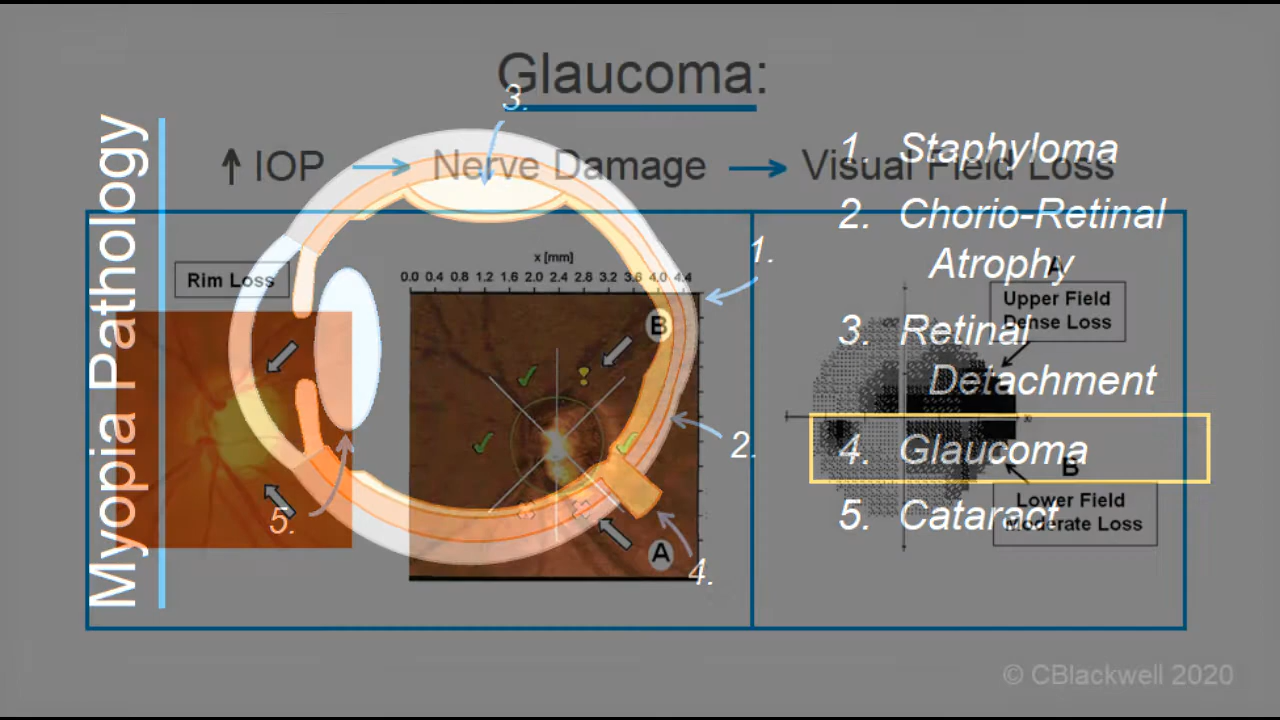 Glaucoma:
↑ IOP → Nerve Damage → Visual Field Loss
Myopia Pathology
1. Staphyloma
2. Chorio-Retinal
Atrophy
3. Retinal
Detachment
4. Glaucoma
5. Cataract
3.
1.
2.
4.
5.
Rim Loss
x [mm]
0.0 0.4 0.8 1.2 1.6 2.0 2.4 2.8 3.2 3.6 4.0 4.4
B
A
A
Upper Field
Dense Loss
30
B
Lower Field
Moderate Loss
© CBlackwell 2020